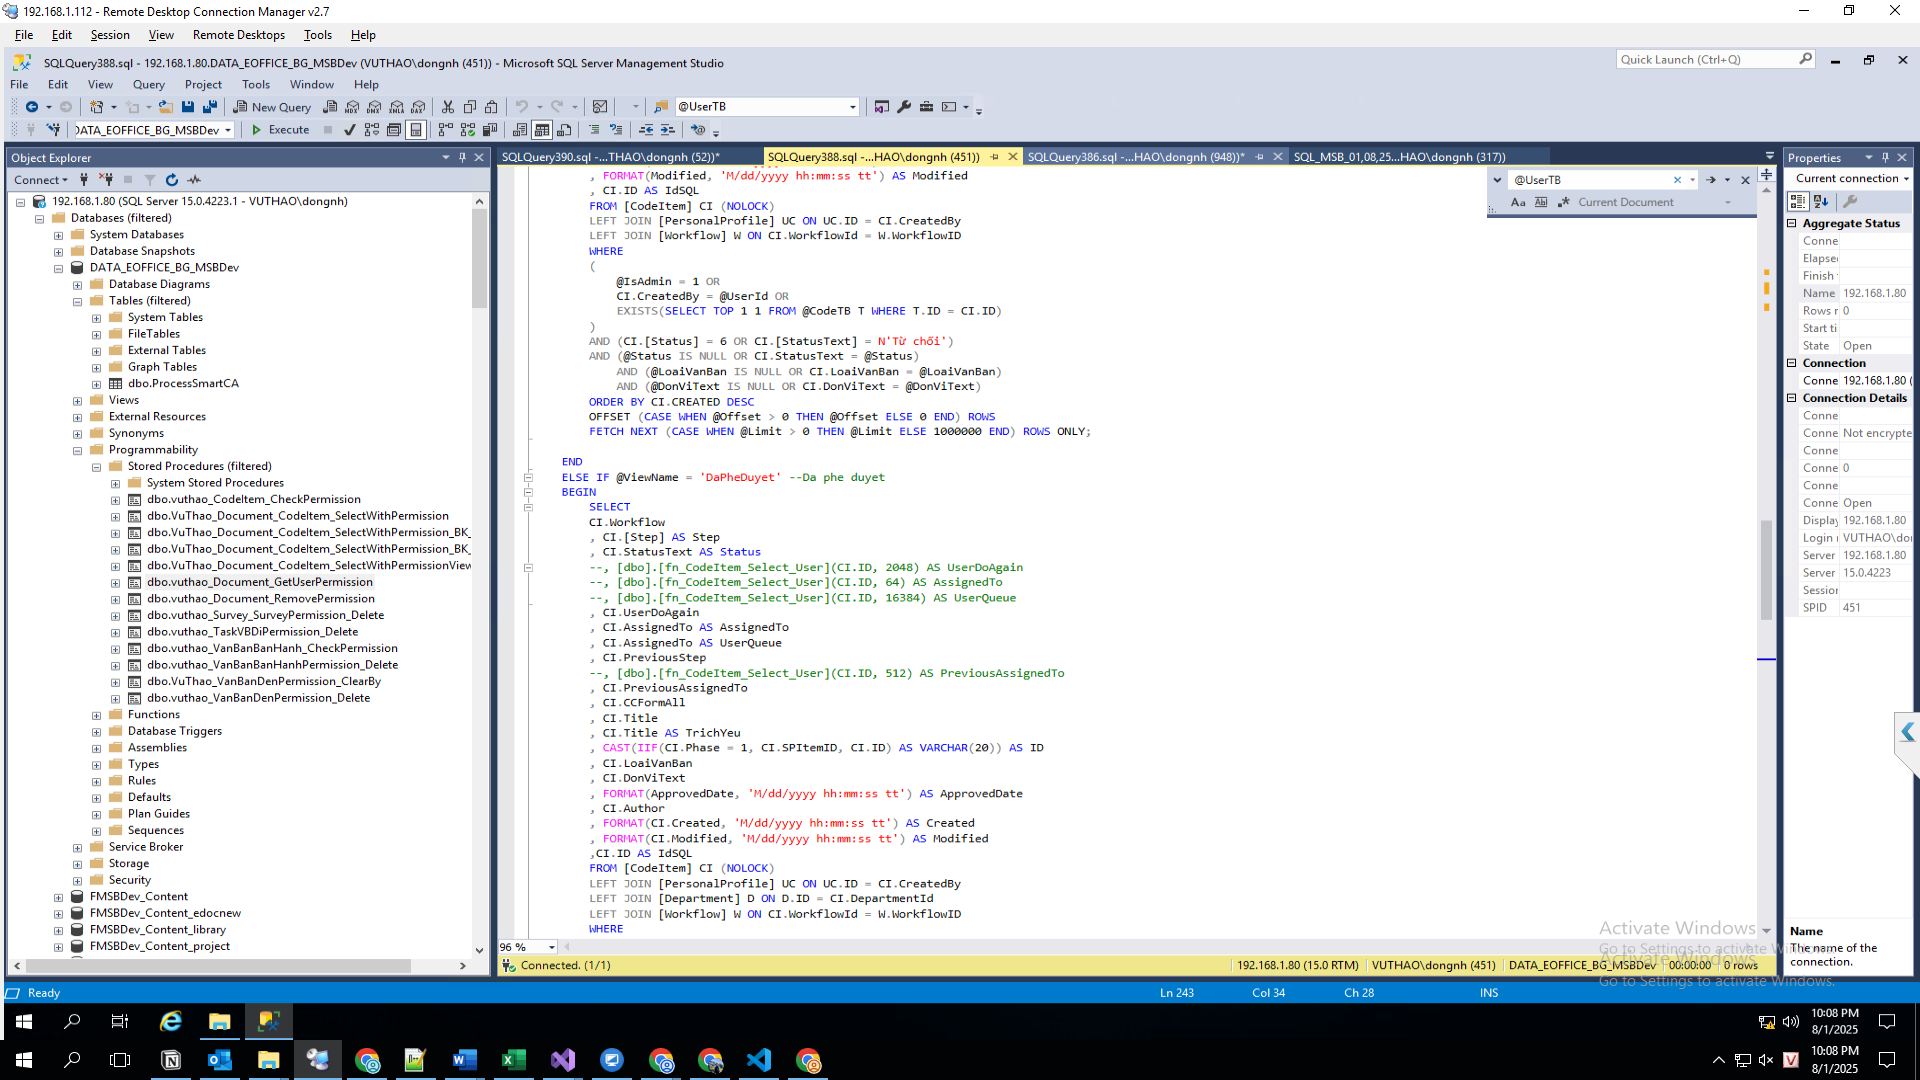 192.168.1.112 - Remote Desktop Connection Manager v2.7
File Edit Session View Remote Desktops Tools Help
SQLQuery388.sql - 192.168.1.80.DATA_EOFFICE_BG_MSBDev (VUTHAO\dongnh (451)) - Microsoft SQL Server Management Studio
Quick Launch (Ctrl+Q)
File Edit View Query Project Tools Window Help
New Query
@UserTB
DATA_EOFFICE_BG_MSBDev
Execute
Object Explorer
Connect
192.168.1.80 (SQL Server 15.0.4223.1 - VUTHAO\dongnh)
Databases (filtered)
System Databases
Database Snapshots
DATA_EOFFICE_BG_MSBDev
Database Diagrams
Tables (filtered)
System Tables
FileTables
External Tables
Graph Tables
dbo.ProcessSmartCA
Views
External Resources
Synonyms
Programmability
Stored Procedures (filtered)
System Stored Procedures
dbo.vuthao_CodeItem_CheckPermission
dbo.VuThao_Document_CodeItem_SelectWithPermission
dbo.VuThao_Document_CodeItem_SelectWithPermission_BK_
dbo.VuThao_Document_CodeItem_SelectWithPermission_BK_
dbo.VuThao_Document_CodeItem_SelectWithPermissionView
dbo.vuthao_Document_GetUserPermission
dbo.vuthao_Document_RemovePermission
dbo.vuthao_Survey_SurveyPermission_Delete
dbo.vuthao_TaskVBDiPermission_Delete
dbo.vuthao_VanBanBanHanh_CheckPermission
dbo.vuthao_VanBanBanHanhPermission_Delete
dbo.VuThao_VanBanDenPermission_ClearBy
dbo.vuthao_VanBanDenPermission_Delete
Functions
Database Triggers
Assemblies
Types
Rules
Defaults
Plan Guides
Sequences
Service Broker
Storage
Security
FMSBDev_Content
FMSBDev_Content_edocnew
FMSBDev_Content_library
FMSBDev_Content_project
SQLQuery390.sql -...THAO\dongnh (52))*
SQLQuery388.sql -...HAO\dongnh (451))
SQLQuery386.sql -...HAO\dongnh (948))*
SQL_MSB_01,08,25...HAO\dongnh (317))
@UserTB
Aa Ab Current Document
, FORMAT(Modified, 'M/dd/yyyy hh:mm:ss tt') AS Modified
, CI.ID AS IdSQL
FROM [CodeItem] CI (NOLOCK)
LEFT JOIN [PersonalProfile] UC ON UC.ID = CI.CreatedBy
LEFT JOIN [Workflow] W ON CI.WorkflowId = W.WorkflowID
WHERE
(
@IsAdmin = 1 OR
CI.CreatedBy = @UserId OR
EXISTS(SELECT TOP 1 1 FROM @CodeTB T WHERE T.ID = CI.ID)
)
AND (CI.[Status] = 6 OR CI.[StatusText] = N'Từ chối')
AND (@Status IS NULL OR CI.StatusText = @Status)
AND (@LoaiVanBan IS NULL OR CI.LoaiVanBan = @LoaiVanBan)
AND (@DonViText IS NULL OR CI.DonViText = @DonViText)
ORDER BY CI.CREATED DESC
OFFSET (CASE WHEN @Offset > 0 THEN @Offset ELSE 0 END) ROWS
FETCH NEXT (CASE WHEN @Limit > 0 THEN @Limit ELSE 1000000 END) ROWS ONLY;
END
ELSE IF @ViewName = 'DaPheDuyet' --Da phe duyet
BEGIN
SELECT
CI.Workflow
, CI.[Step] AS Step
, CI.StatusText AS Status
--, [dbo].[fn_CodeItem_Select_User](CI.ID, 2048) AS UserDoAgain
--, [dbo].[fn_CodeItem_Select_User](CI.ID, 64) AS AssignedTo
--, [dbo].[fn_CodeItem_Select_User](CI.ID, 16384) AS UserQueue
, CI.UserDoAgain
, CI.AssignedTo AS AssignedTo
, CI.AssignedTo AS UserQueue
, CI.PreviousStep
--, [dbo].[fn_CodeItem_Select_User](CI.ID, 512) AS PreviousAssignedTo
, CI.PreviousAssignedTo
, CI.CCFormAll
, CI.Title
, CI.Title AS TrichYeu
, CAST(IIF(CI.Phase = 1, CI.SPItemID, CI.ID) AS VARCHAR(20)) AS ID
, CI.LoaiVanBan
, CI.DonViText
, FORMAT(ApprovedDate, 'M/dd/yyyy hh:mm:ss tt') AS ApprovedDate
, CI.Author
, FORMAT(CI.Created, 'M/dd/yyyy hh:mm:ss tt') AS Created
, FORMAT(CI.Modified, 'M/dd/yyyy hh:mm:ss tt') AS Modified
,CI.ID AS IdSQL
FROM [CodeItem] CI (NOLOCK)
LEFT JOIN [PersonalProfile] UC ON UC.ID = CI.CreatedBy
LEFT JOIN [Department] D ON D.ID = CI.DepartmentId
LEFT JOIN [Workflow] W ON CI.WorkflowId = W.WorkflowID
WHERE
96 %
Connected. (1/1)
192.168.1.80 (15.0 RTM) VUTHAO\dongnh (451) DATA_EOFFICE_BG_MSBDev 00:00:00 0 rows
Properties
Current connection
Aggregate Status
Conne
Elapse
Finish
Name 192.168.1.80
Rows r 0
Start ti
State Open
Connection
Conne 192.168.1.80 (
Connection Details
Conne
Conne Not encrypte
Conne
Conne 0
Conne
Conne Open
Display 192.168.1.80
Login VUTHAO\do
Server 192.168.1.80
Server 15.0.4223
Session
SPID 451
Name
The name of the connection.
Activate Windows
Go to Settings to activate Windows.
Activate Windows
Go to Settings to activate Windows.
Ready
Ln 243 Col 34 Ch 28 INS
10:08 PM
8/1/2025
10:08 PM
8/1/2025